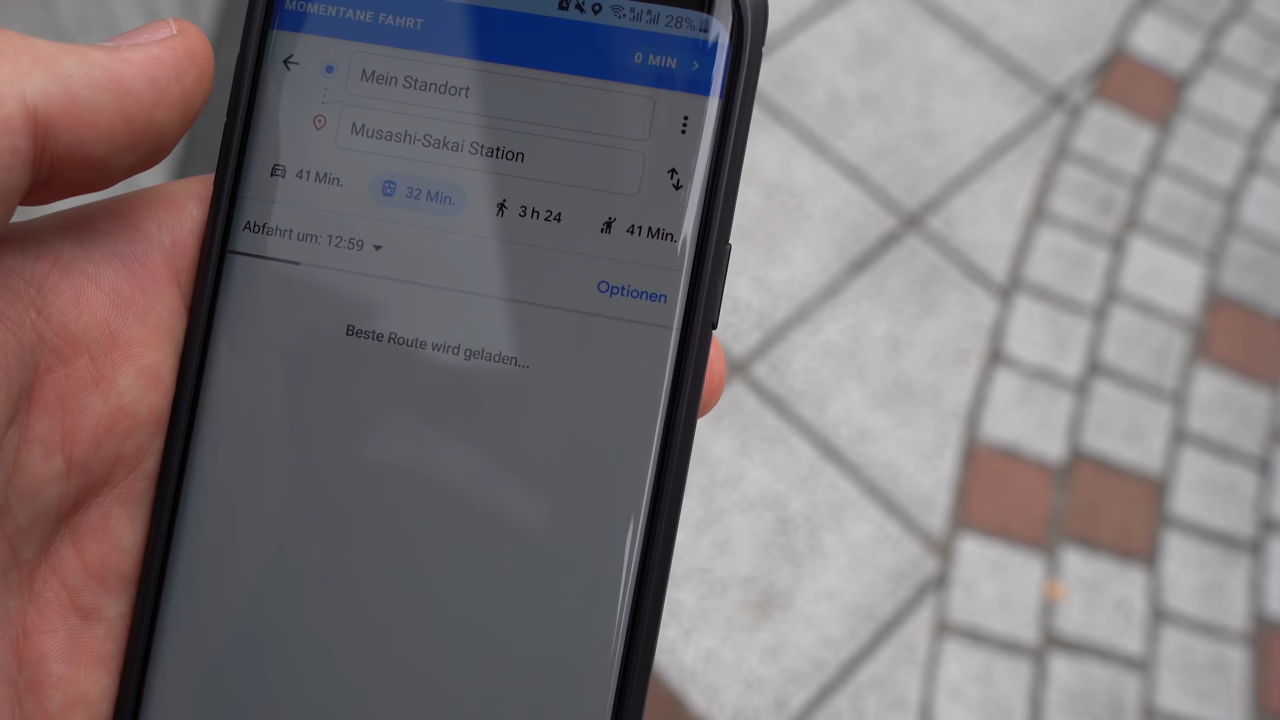 28%
MOMENTANE FAHRT
0 MIN
Mein Standort
Musashi-Sakai Station
41 Min.
32 Min.
3 h 24
41 Min.
Abfahrt um: 12:59
Optionen
Beste Route wird geladen...